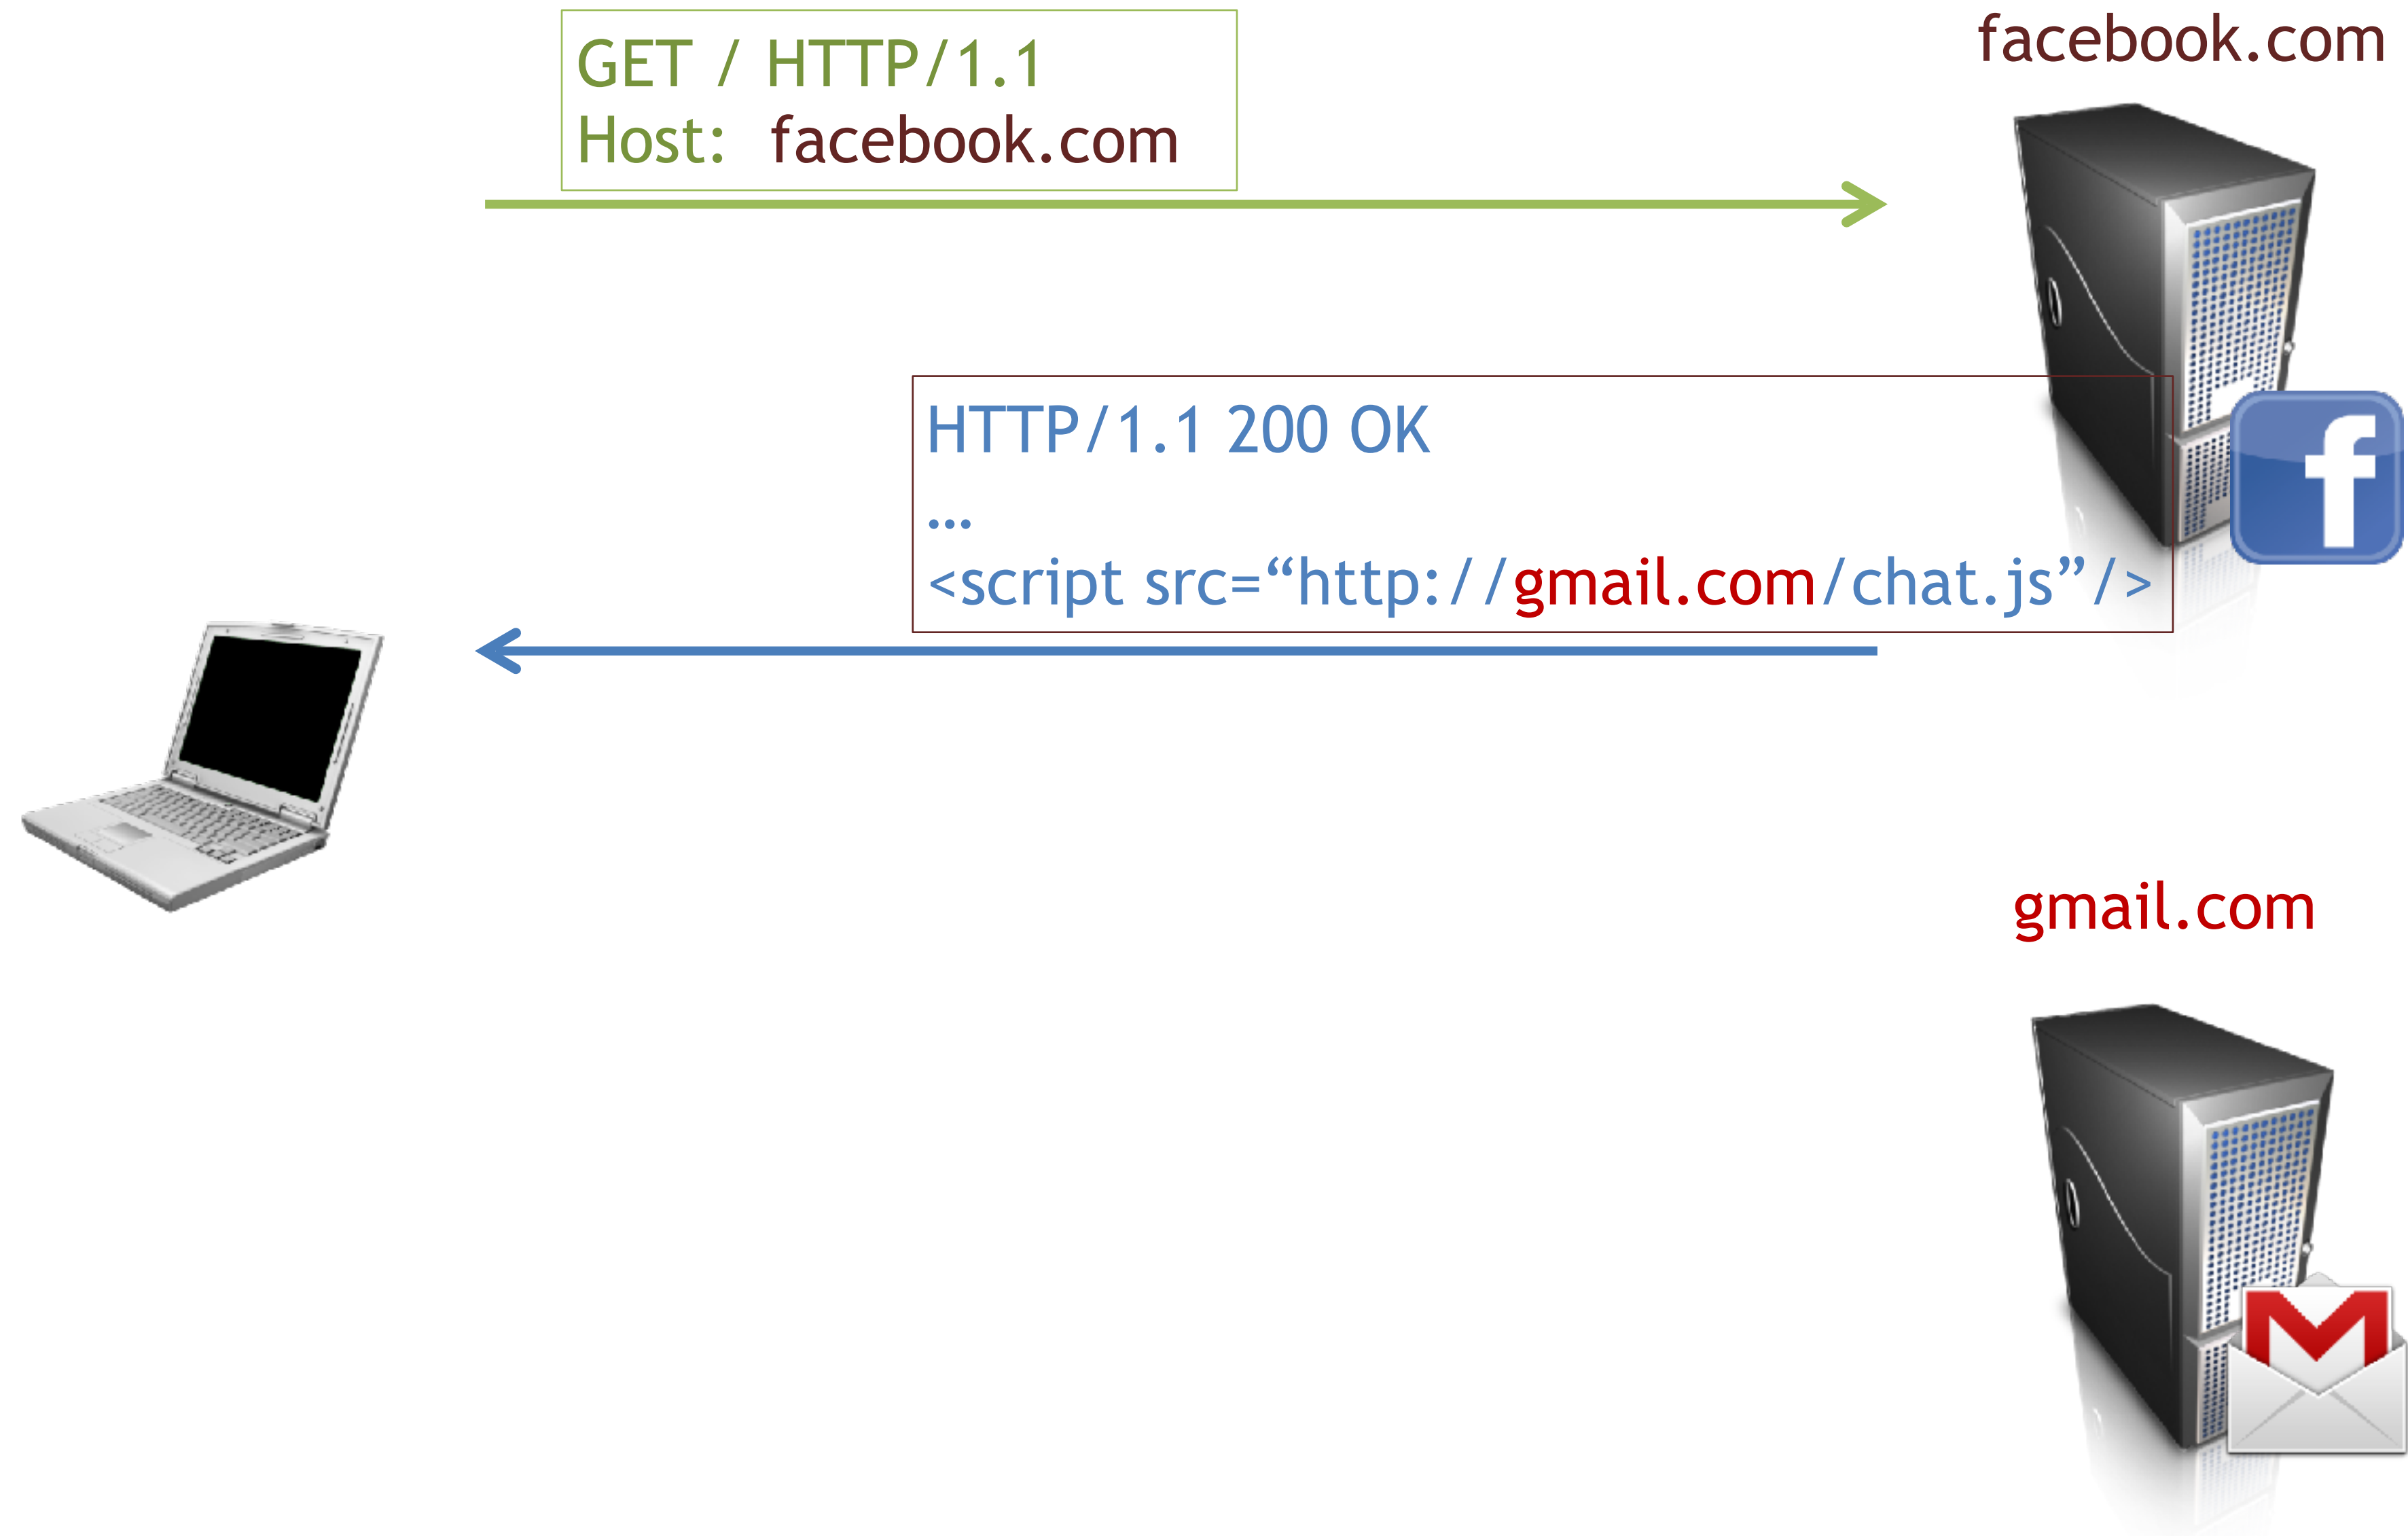 facebook.com
GET / HTTP/1.1
Host: facebook.com
HTTP/1.1 200 OK
…
<script src=“http://gmail.com/chat.js”/>
gmail.com